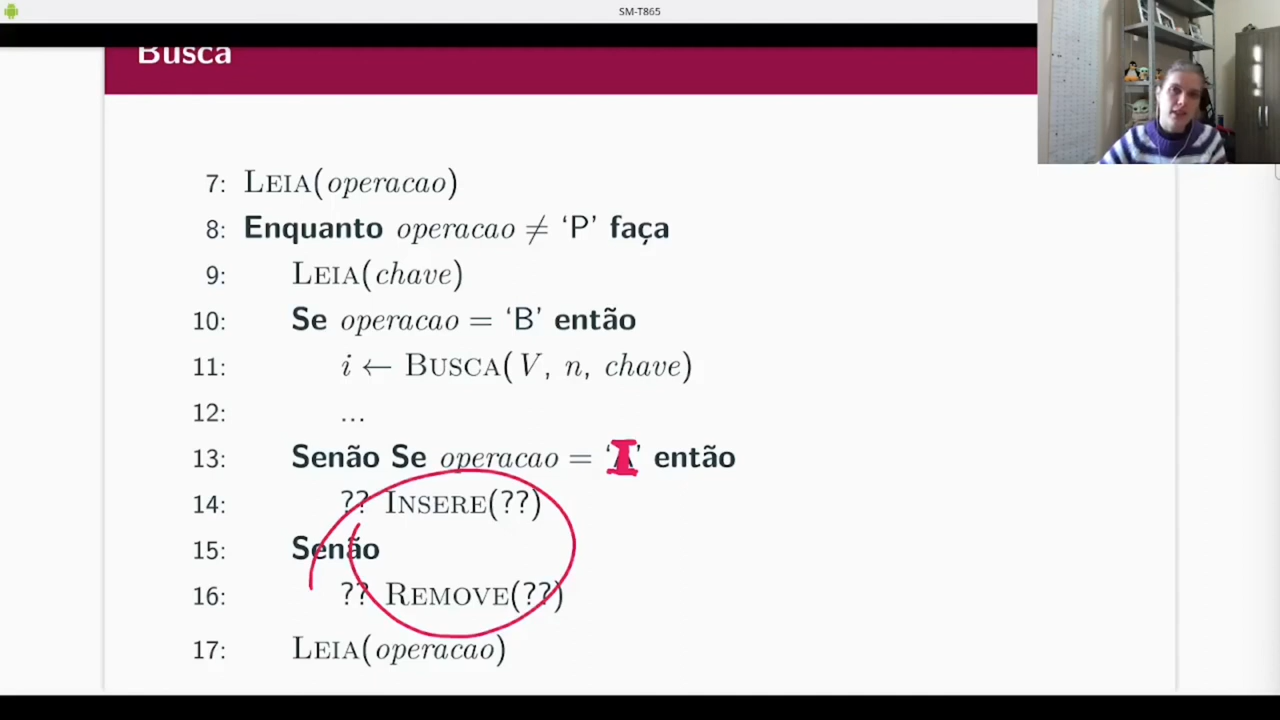 SM-T865
Busca
7: LEIA(operacao)
8: Enquanto operacao ≠ ‘P’ faça
9: LEIA(chave)
10: Se operacao = ‘B’ então
11: i ← BUSCA(V, n, chave)
12: ...
13: Senão Se operacao = ‘I’ então
14: ?? INSERE(??)
15: Senão
16: ?? REMOVE(??)
17: LEIA(operacao)